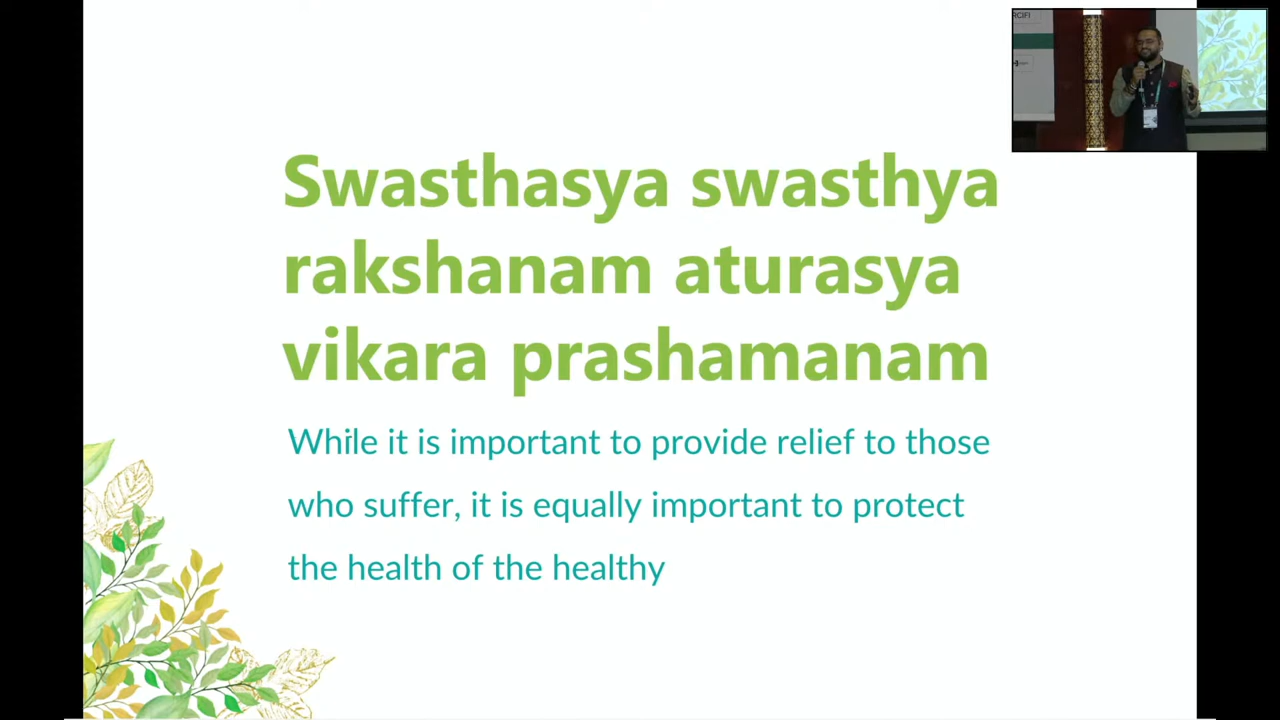 Swasthasya swasthya
rakshanam aturasya
vikara prashamanam
While it is important to provide relief to those
who suffer, it is equally important to protect
the health of the healthy